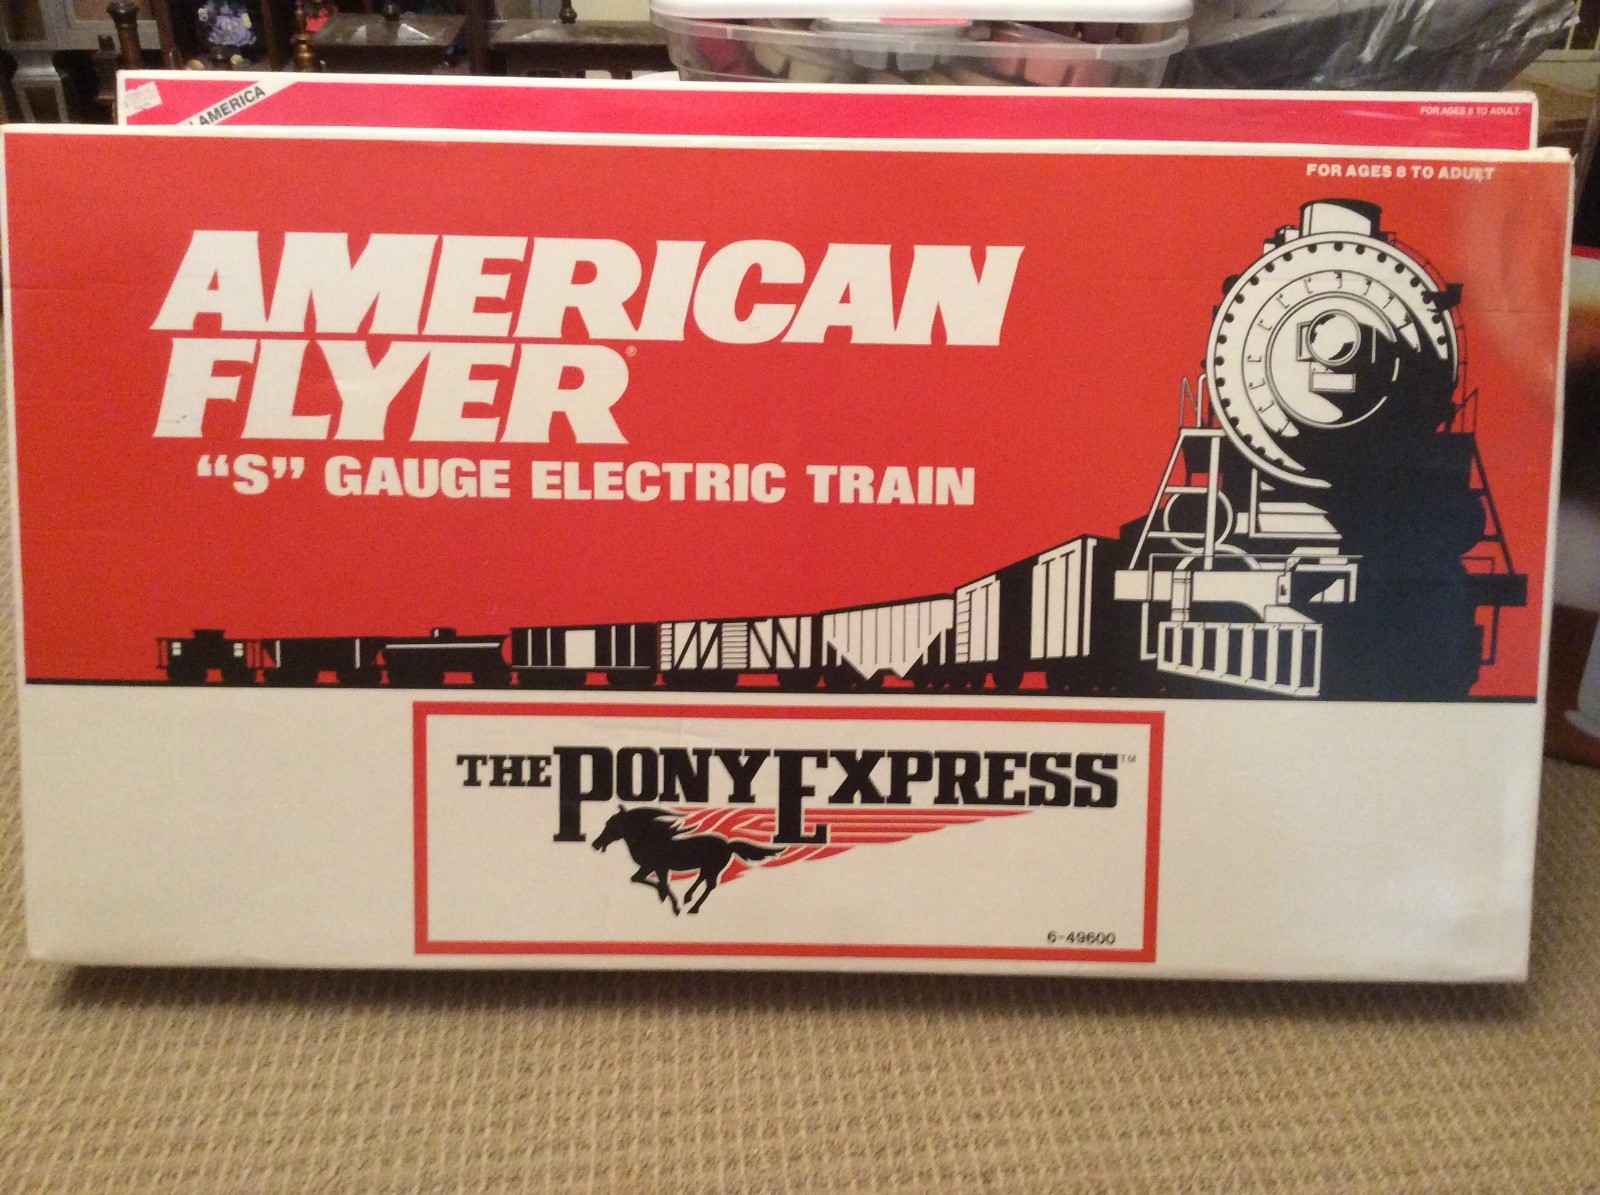 AMERICA
FOR AGES 8 TO ADULT.
FOR AGES 8 TO ADULT
AMERICAN
FLYER®
“S” GAUGE ELECTRIC TRAIN
THE PONY EXPRESS™
6-49600